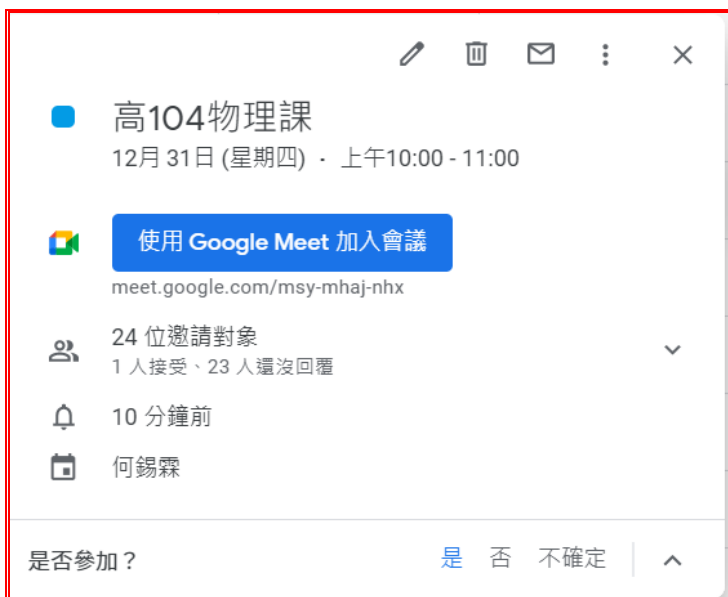 高104物理課
12月 31日 (星期四) ・ 上午10:00 - 11:00
使用 Google Meet 加入會議
meet.google.com/msy-mhaj-nhx
24 位邀請對象
1 人接受、23 人還沒回覆
10 分鐘前
何錫霖
是否參加？ 是 否 不確定